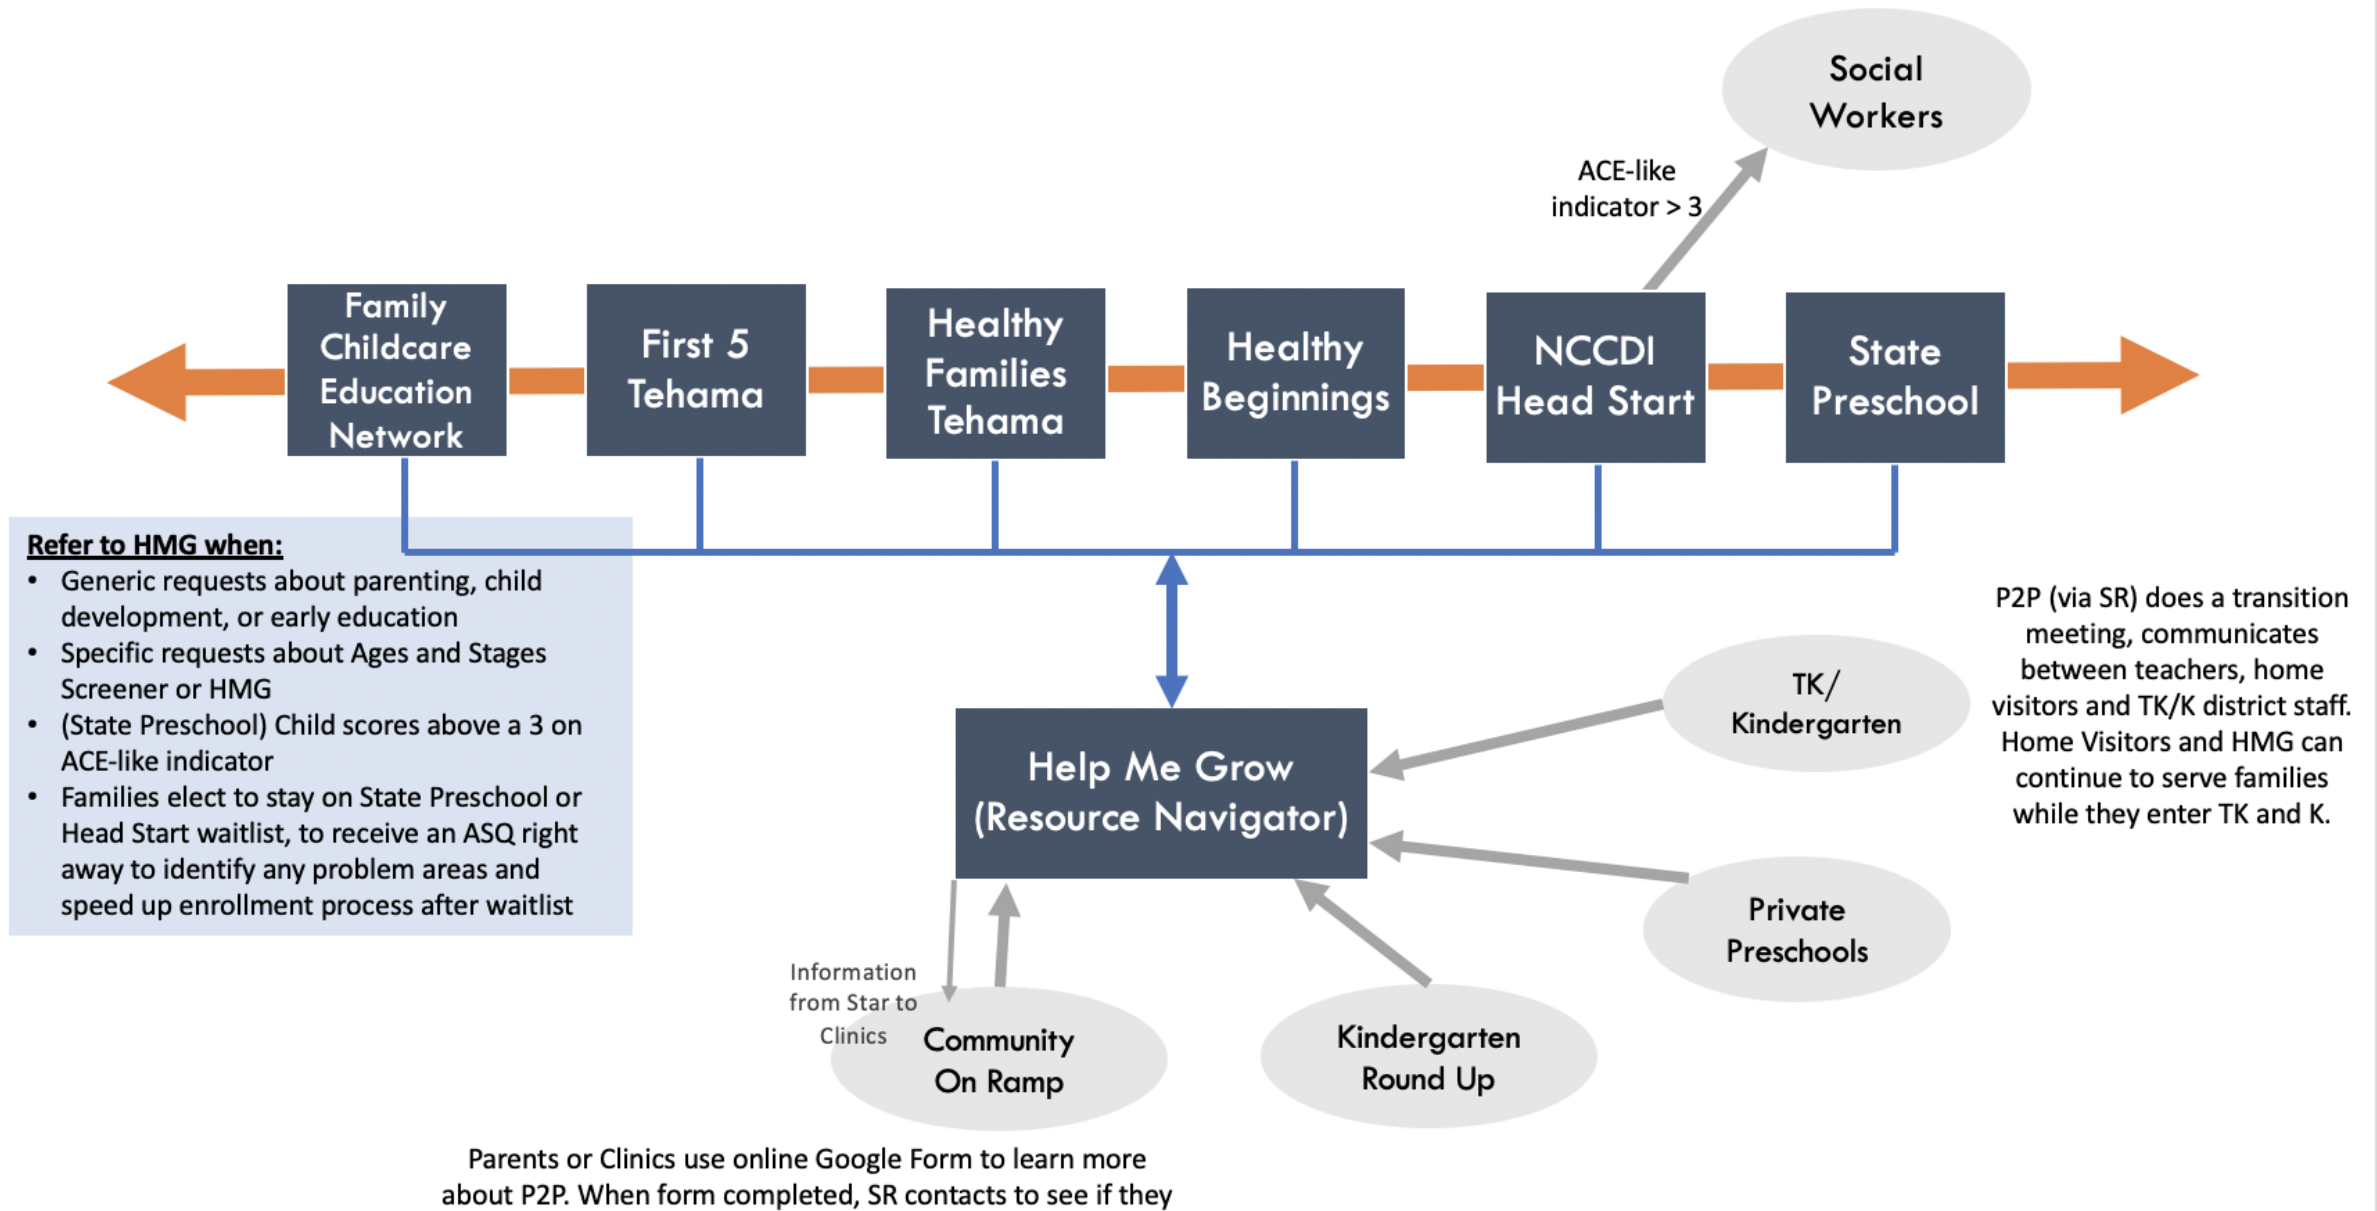 Social
Workers
ACE-like
indicator > 3
Family
Childcare
Education
Network
First 5
Tehama
Healthy
Families
Tehama
Healthy
Beginnings
NCCDI
Head Start
State
Preschool
Refer to HMG when:
• Generic requests about parenting, child
development, or early education
• Specific requests about Ages and Stages
Screener or HMG
• (State Preschool) Child scores above a 3 on
ACE-like indicator
• Families elect to stay on State Preschool or
Head Start waitlist, to receive an ASQ right
away to identify any problem areas and
speed up enrollment process after waitlist
Help Me Grow
(Resource Navigator)
TK/
Kindergarten
P2P (via SR) does a transition
meeting, communicates
between teachers, home
visitors and TK/K district staff.
Home Visitors and HMG can
continue to serve families
while they enter TK and K.
Private
Preschools
Information
from Star to
Clinics
Community
On Ramp
Kindergarten
Round Up
Parents or Clinics use online Google Form to learn more
about P2P. When form completed, SR contacts to see if they